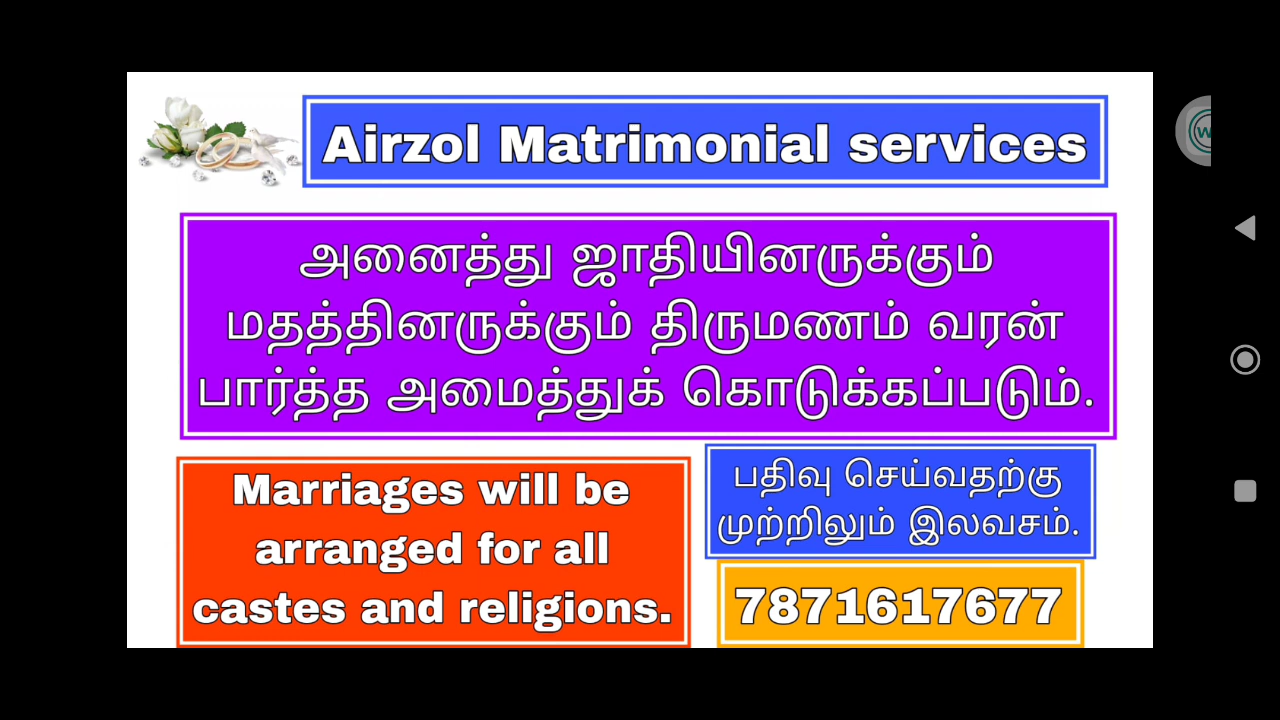 Airzol Matrimonial services
அனைத்து ஜாதியினருக்கும்
மதத்தினருக்கும் திருமணம் வரன்
பார்த்த அமைத்துக் கொடுக்கப்படும்.
Marriages will be
arranged for all
castes and religions.
பதிவு செய்வதற்கு
முற்றிலும் இலவசம்.
7871617677